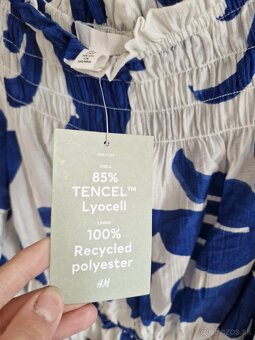 SHELL
85%
TENCEL™
Lyocell
LINING
100%
Recycled
polyester
H&M